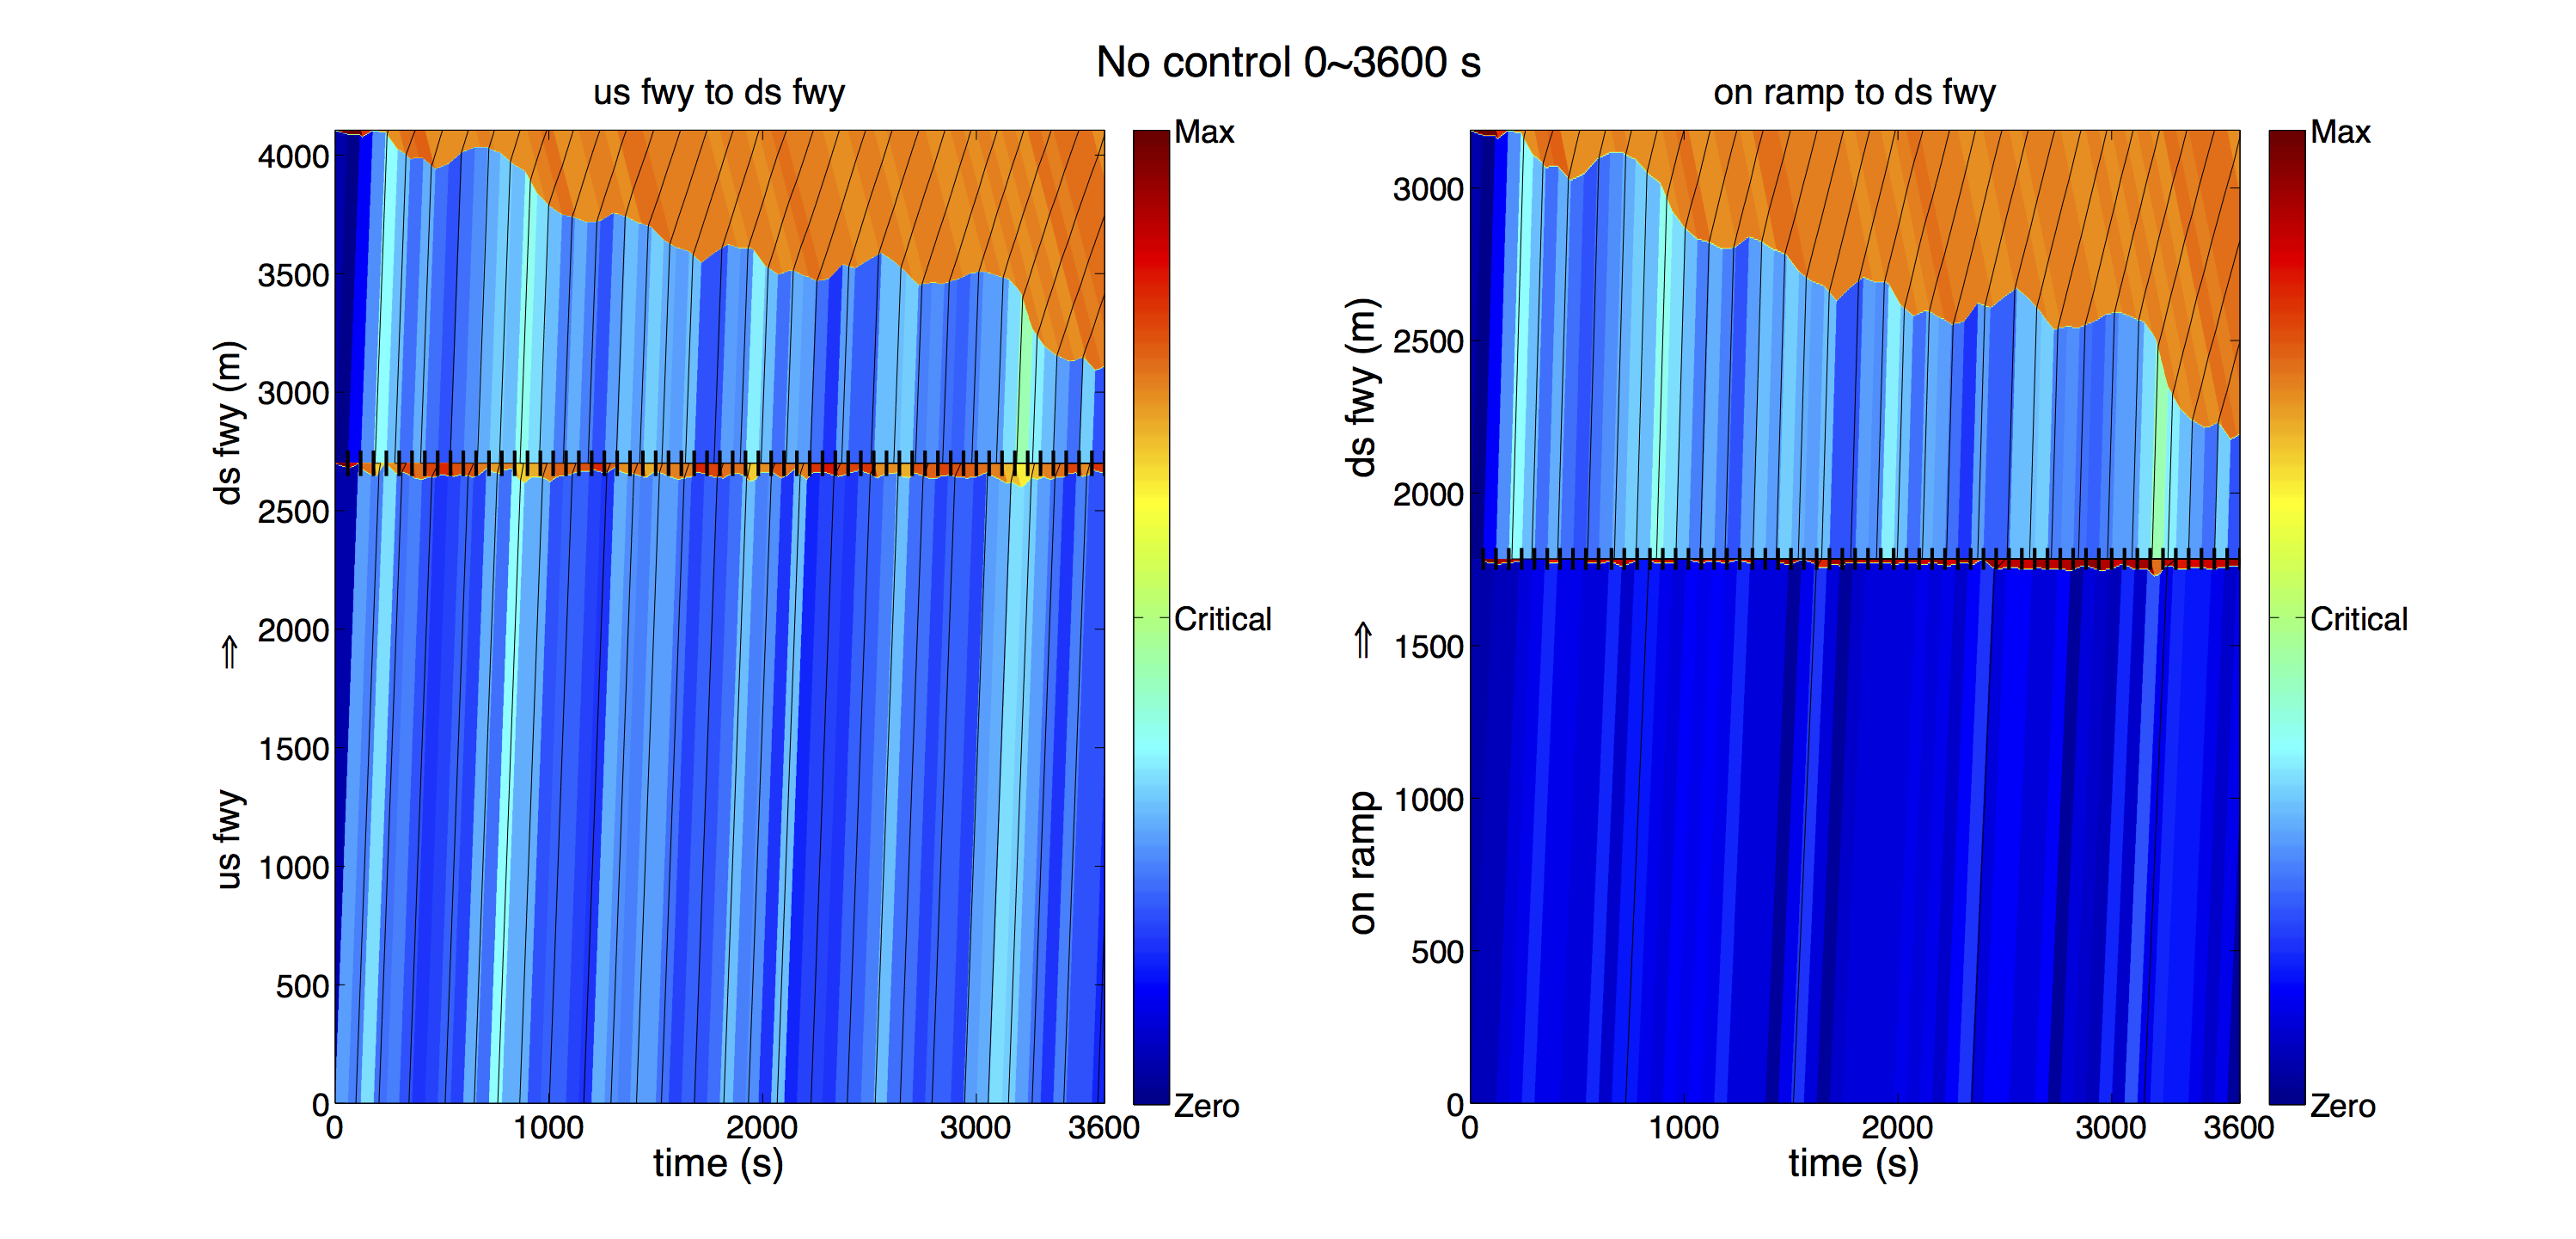 No control 0~3600 s
us fwy to ds fwy
us fwy ⇒ ds fwy (m)
4000
3500
3000
2500
2000
1500
1000
500
0
0 1000 2000 3000 3600
time (s)
Max
Critical
Zero
on ramp to ds fwy
on ramp ⇒ ds fwy (m)
3000
2500
2000
1500
1000
500
0
0 1000 2000 3000 3600
time (s)
Max
Critical
Zero